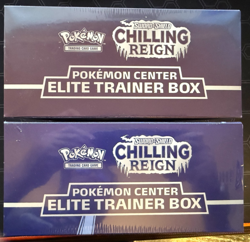 Pokémon
TRADING CARD GAME
SWORD & SHIELD
CHILLING
REIGN
POKÉMON CENTER
ELITE TRAINER BOX
Pokémon
TRADING CARD GAME
SWORD & SHIELD
CHILLING
REIGN
POKÉMON CENTER
ELITE TRAINER BOX